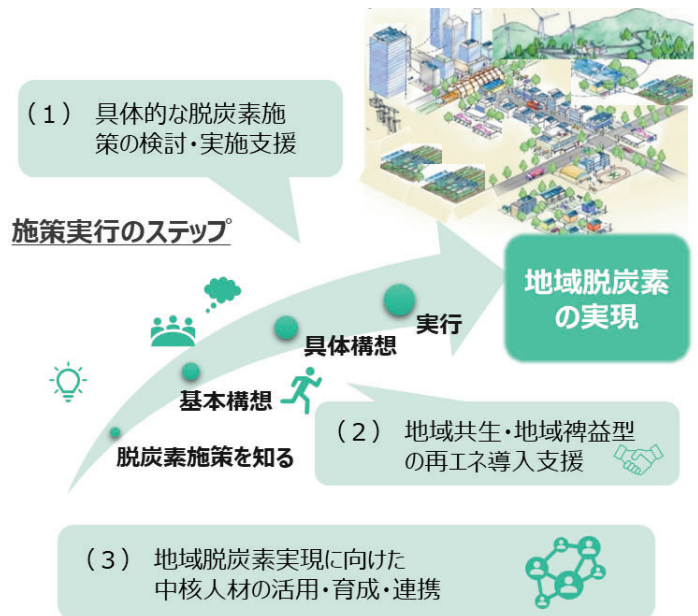 （１） 具体的な脱炭素施
策の検討・実施支援
施策実行のステップ
地域脱炭素
の実現
実行
具体構想
基本構想
脱炭素施策を知る
（２） 地域共生・地域裨益型
の再エネ導入支援
（３） 地域脱炭素実現に向けた
中核人材の活用・育成・連携